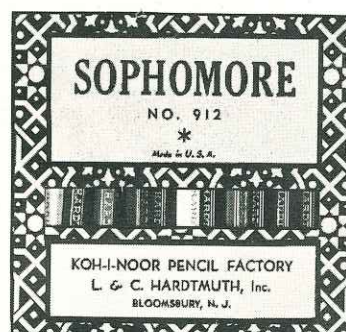 SOPHOMORE
NO. 912
*
Made in U.S.A.
KOH-I-NOOR PENCIL FACTORY
L. & C. HARDTMUTH, Inc.
BLOOMSBURY, N. J.